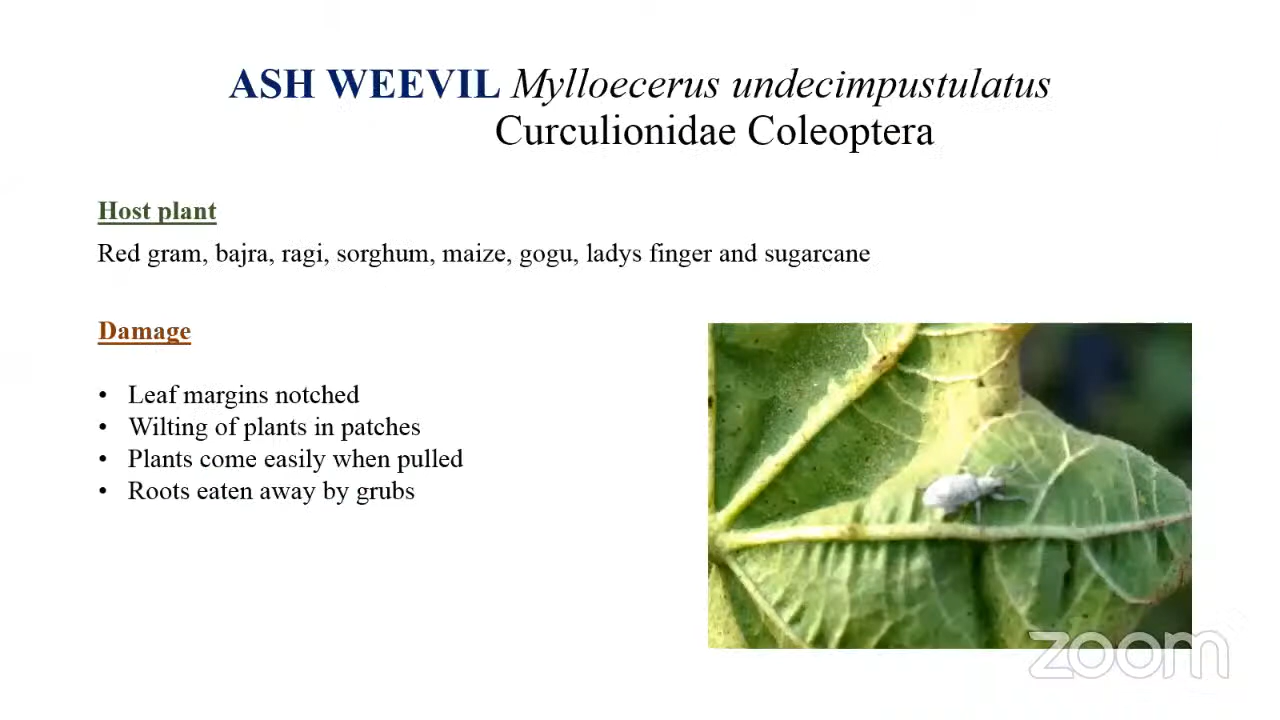 ASH WEEVIL Mylloecerus undecimpustulatus
Curculionidae Coleoptera
Host plant
Red gram, bajra, ragi, sorghum, maize, gogu, ladys finger and sugarcane
Damage
• Leaf margins notched
• Wilting of plants in patches
• Plants come easily when pulled
• Roots eaten away by grubs
zoom